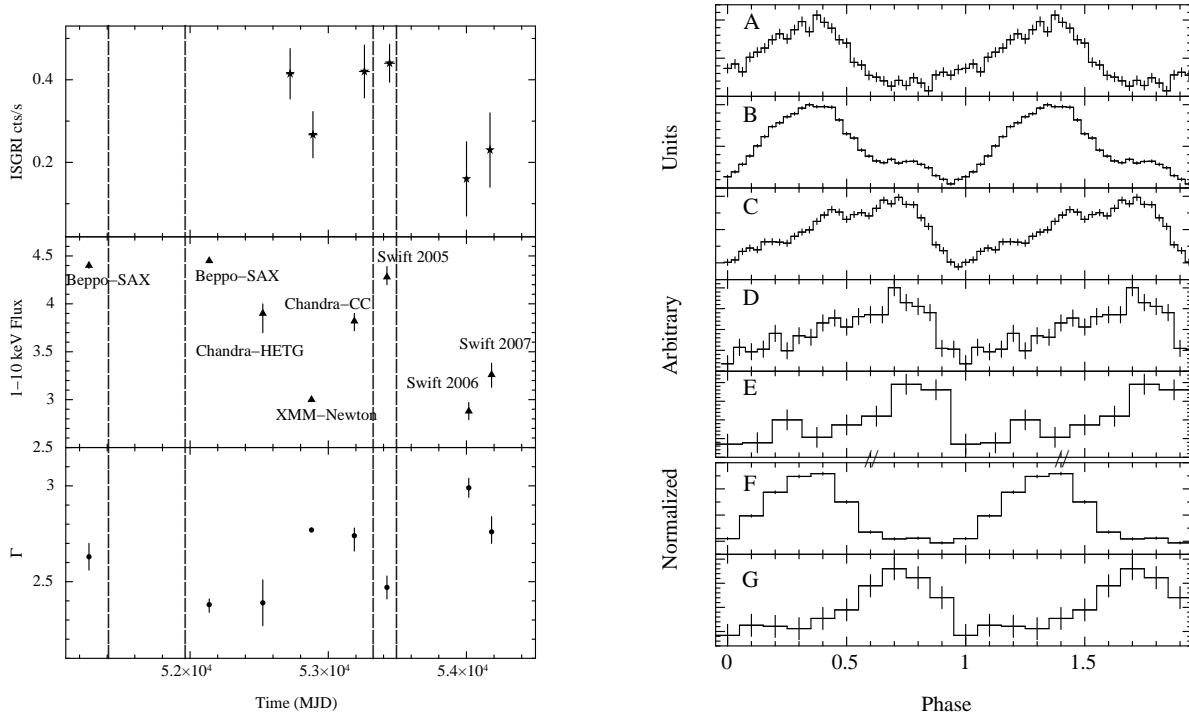 ISGRI cts/s
0.4
0.2
1−10 keV Flux
4.5
4
3.5
3
2.5
Beppo−SAX
Beppo−SAX
Swift 2005
Chandra−CC
Chandra−HETG
Swift 2007
Swift 2006
XMM−Newton
Γ
3
2.5
5.2×10⁴
5.3×10⁴
5.4×10⁴
Time (MJD)
Normalized Arbitrary Units
A
B
C
D
E
F
G
0
0.5
1
1.5
Phase